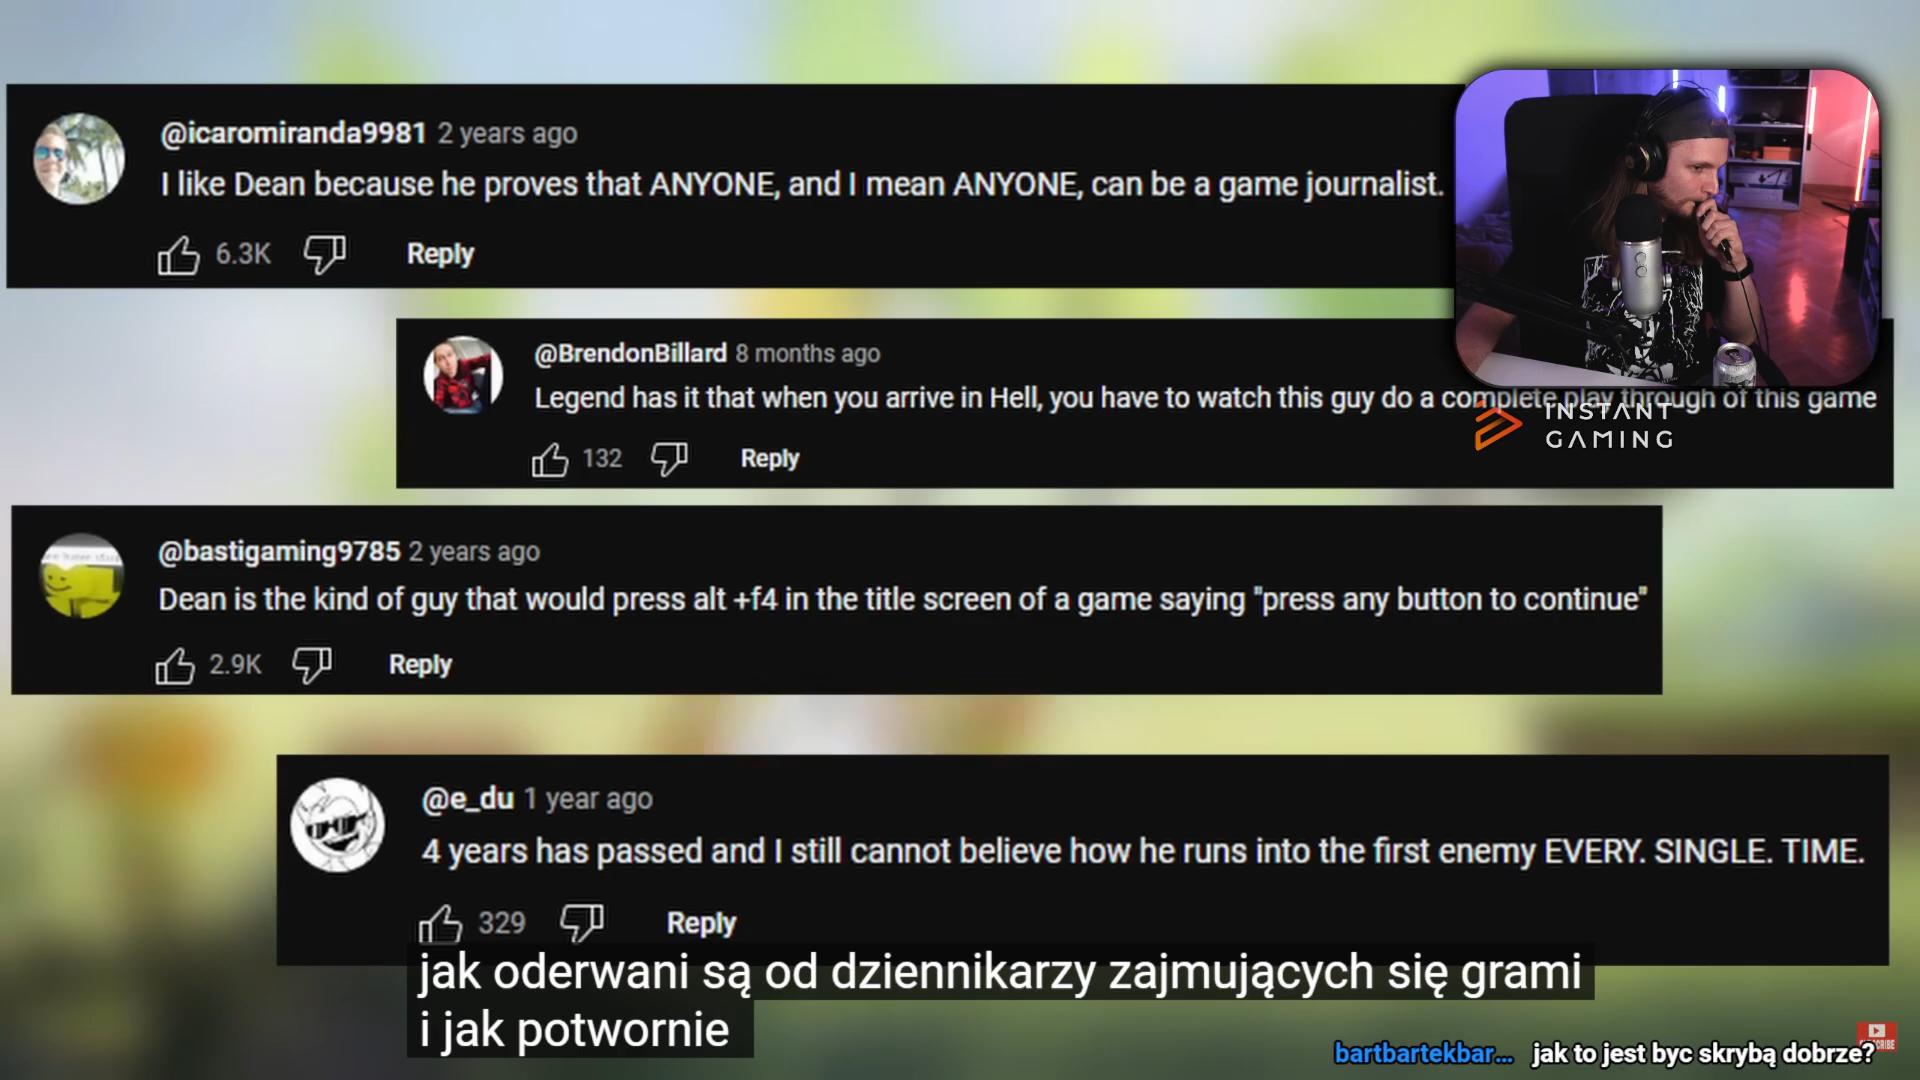 @icaromiranda9981 2 years ago
I like Dean because he proves that ANYONE, and I mean ANYONE, can be a game journalist.
6.3K Reply
@BrendonBillard 8 months ago
Legend has it that when you arrive in Hell, you have to watch this guy do a complete play through of this game
132 Reply
INSTANT
GAMING
@bastigaming9785 2 years ago
Dean is the kind of guy that would press alt +f4 in the title screen of a game saying "press any button to continue"
2.9K Reply
@e_du 1 year ago
4 years has passed and I still cannot believe how he runs into the first enemy EVERY. SINGLE. TIME.
329 Reply
jak oderwani są od dziennikarzy zajmujących się grami
i jak potwornie
bartbartekbar... jak to jest byc skrybą dobrze?